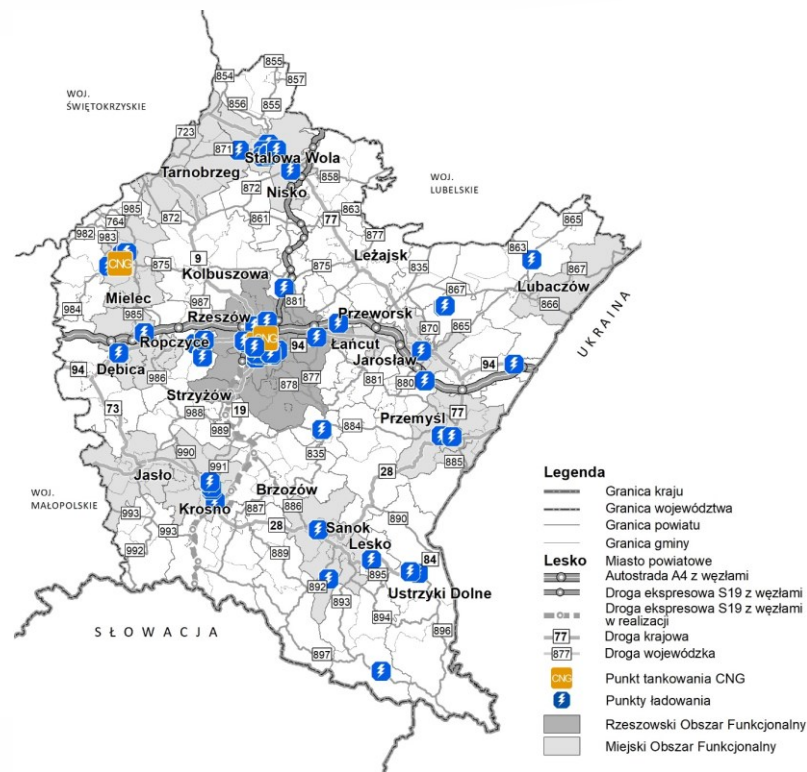 855
854
857
WOJ.
ŚWIĘTOKRZYSKIE
856
855
723
871
Stalowa Wola
Tarnobrzeg
858
WOJ.
LUBELSKIE
872
Nisko
985
764
872
861
863
77
865
982
983
877
863
9
875
Leżajsk
867
Kolbuszowa
875
835
867
CNG
Lubaczów
Mielec
987
881
867
866
984
985
Rzeszów
Przeworsk
870
865
UKRAINA
Ropczyce
CNG
94
Łańcut
Jarosław
94
Dębica
94
986
878
877
881
880
Strzyżów
73
988
19
Przemyśl
77
989
884
990
835
885
Jasło
991
28
WOJ.
MAŁOPOLSKIE
Brzozów
993
Krosno
887
886
890
993
28
Sanok
992
889
Lesko
84
892
895
Ustrzyki Dolne
893
894
896
SŁOWACJA
897
Legenda
Granica kraju
Granica województwa
Granica powiatu
Granica gminy
Lesko Miasto powiatowe
Autostrada A4 z węzłami
Droga ekspresowa S19 z węzłami
Droga ekspresowa S19 z węzłami
w realizacji
77 Droga krajowa
877 Droga wojewódzka
CNG Punkt tankowania CNG
Punkty ładowania
Rzeszowski Obszar Funkcjonalny
Miejski Obszar Funkcjonalny